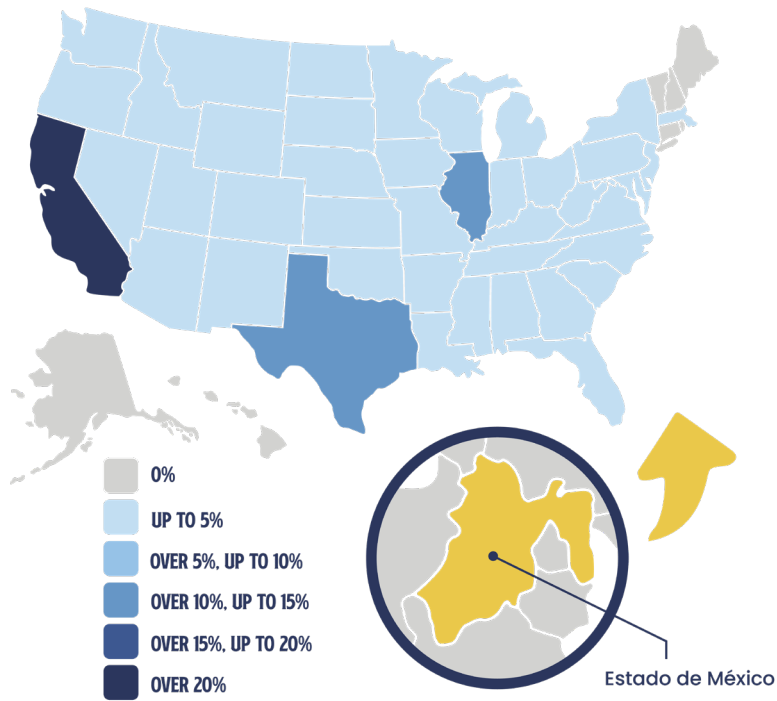 0%
UP TO 5%
OVER 5%, UP TO 10%
OVER 10%, UP TO 15%
OVER 15%, UP TO 20%
OVER 20%
Estado de México